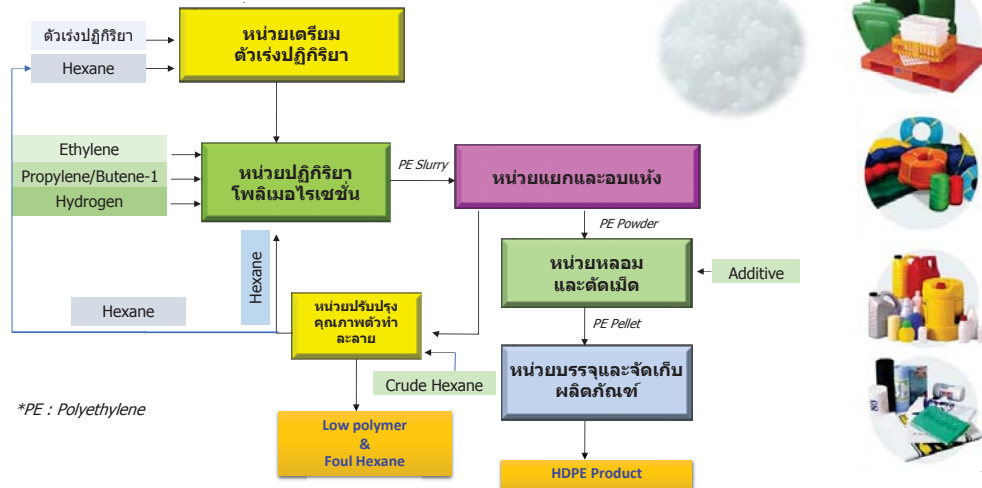 ตัวเร่งปฏิกิริยา
Hexane
หน่วยเตรียม
ตัวเร่งปฏิกิริยา
Ethylene
Propylene/Butene-1
Hydrogen
หน่วยปฏิกิริยา
โพลิเมอไรเซชั่น
PE Slurry
หน่วยแยกและอบแห้ง
PE Powder
หน่วยหลอม
และตัดเม็ด
Additive
Hexane
Hexane
หน่วยปรับปรุง
คุณภาพตัวทำ
ละลาย
PE Pellet
Crude Hexane
หน่วยบรรจุและจัดเก็บ
ผลิตภัณฑ์
*PE : Polyethylene
Low polymer
&
Foul Hexane
HDPE Product